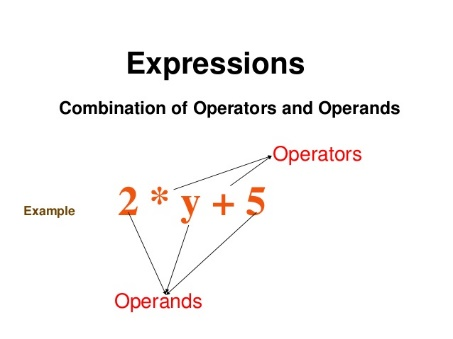 Expressions
Combination of Operators and Operands
Operators
Example 2 * y + 5
Operands